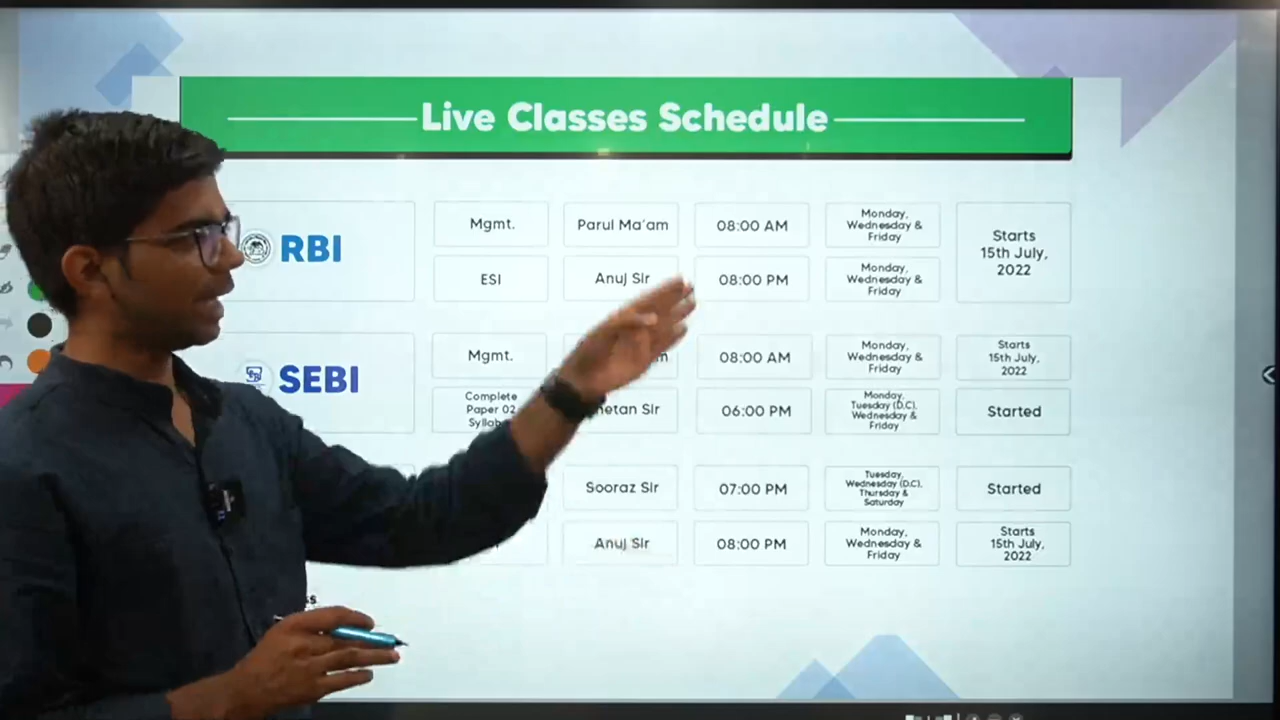 Live Classes Schedule
RBI
Mgmt.
Parul Ma'am
08:00 AM
Monday,
Wednesday &
Friday
Starts
15th July,
2022
ESI
Anuj Sir
08:00 PM
Monday,
Wednesday &
Friday
SEBI
Mgmt.
08:00 AM
Monday,
Wednesday &
Friday
Starts
15th July,
2022
Complete
Paper 02
etan Sir
06:00 PM
Monday,
Tuesday (D.C),
Wednesday &
Friday
Started
Sooraz Sir
07:00 PM
Tuesday,
Wednesday (D.C),
Thursday &
Saturday
Started
Anuj Sir
08:00 PM
Monday,
Wednesday &
Friday
Starts
15th July,
2022